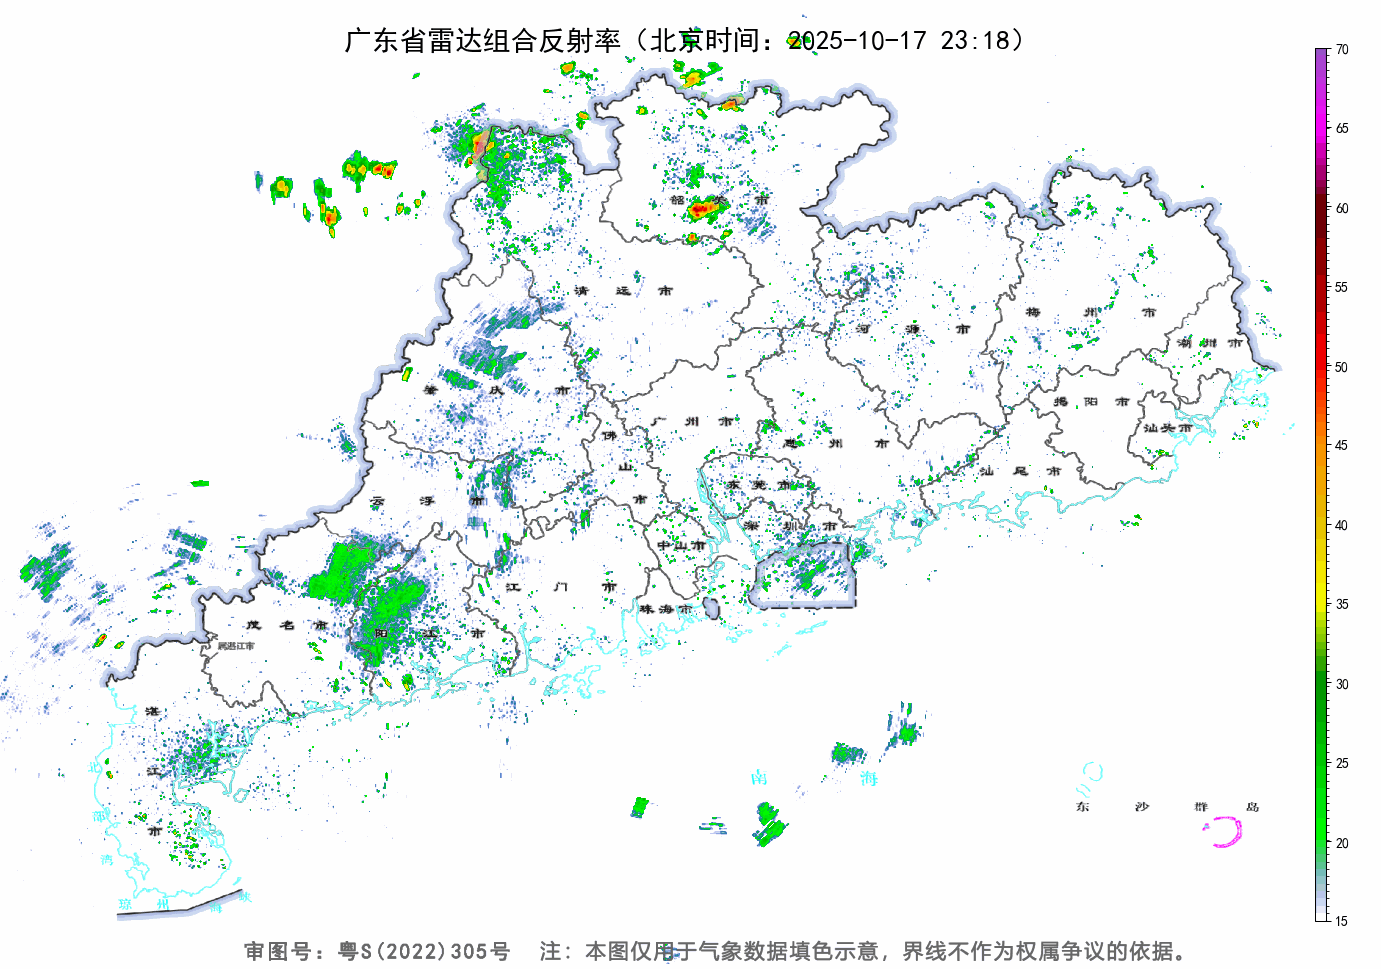 广东省雷达组合反射率（北京时间：2025-10-17 23:18）
70
65
60
55
50
45
40
35
30
25
20
15
韶关市
清远市
河源市
梅州市
潮州市
肇庆市
广州市
佛山市
惠州市
揭阳市
汕头市
汕尾市
云浮市
东莞市
深圳市
中山市
江门市
珠海市
茂名市
阳江市
属湛江市
湛江市
北部湾
琼州海峡
南海
东沙群岛
审图号：粤S(2022)305号 注：本图仅用于气象数据填色示意，界线不作为权属争议的依据。